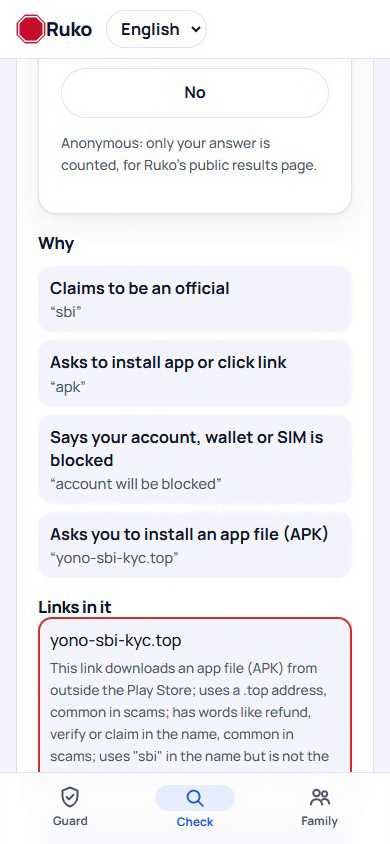 Ruko English
No
Anonymous: only your answer is
counted, for Ruko's public results page.
Why
Claims to be an official
“sbi”
Asks to install app or click link
“apk”
Says your account, wallet or SIM is
blocked
“account will be blocked”
Asks you to install an app file (APK)
“yono-sbi-kyc.top”
Links in it
yono-sbi-kyc.top
This link downloads an app file (APK) from
outside the Play Store; uses a .top address,
common in scams; has words like refund,
verify or claim in the name, common in
scams; uses "sbi" in the name but is not the
Guard Check Family